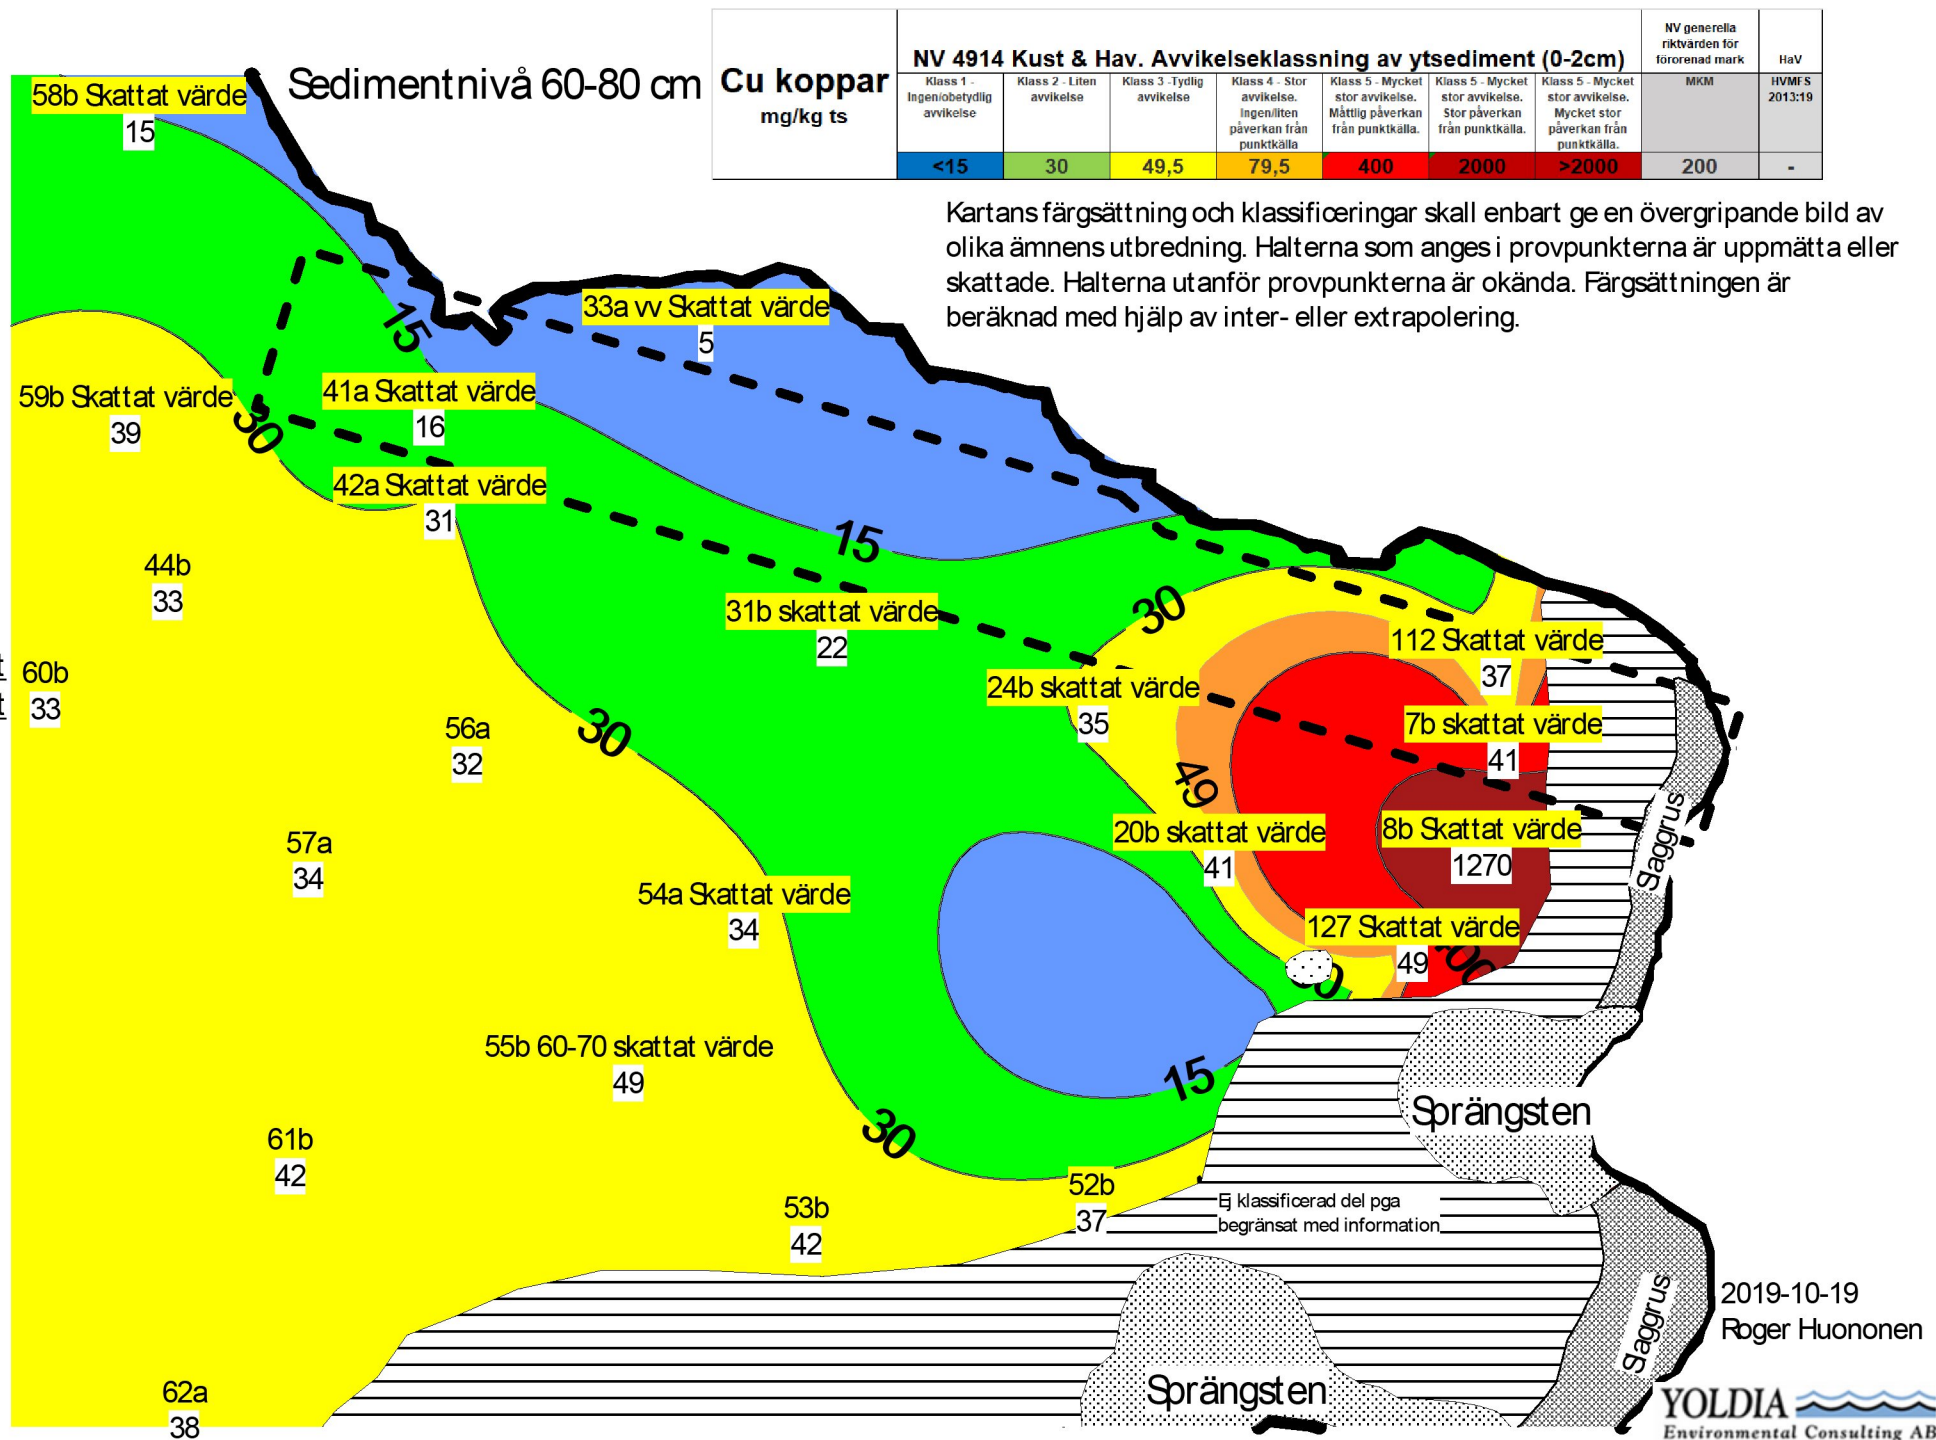 Sedimentnivå 60-80 cm
Cu koppar
mg/kg ts
NV 4914 Kust & Hav. Avvikelseklassning av ytsediment (0-2cm)
NV generella
riktvärden för
förorenad mark
HaV
Klass 1 -
Ingen/obetydlig
avvikelse
Klass 2 - Liten
avvikelse
Klass 3 -Tydlig
avvikelse
Klass 4 - Stor
avvikelse.
Ingen/liten
påverkan från
punktkälla
Klass 5 - Mycket
stor avvikelse.
Måttlig påverkan
från punktkälla.
Klass 5 - Mycket
stor avvikelse.
Stor påverkan
från punktkälla.
Klass 5 - Mycket
stor avvikelse.
Mycket stor
påverkan från
punktkälla.
MKM
HVMFS
2013:19
<15 30 49,5 79,5 400 2000 >2000 200 -
Kartans färgsättning och klassificeringar skall enbart ge en övergripande bild av
olika ämnens utbredning. Halterna som anges i provpunkterna är uppmätta eller
skattade. Halterna utanför provpunkterna är okända. Färgsättningen är
beräknad med hjälp av inter- eller extrapolering.
58b Skattat värde
15
33a vv Skattat värde
5
15
59b Skattat värde
39
30
41a Skattat värde
16
42a Skattat värde
31
15
44b
33
31b skattat värde
22
30
112 Skattat värde
37
60b
33
24b skattat värde
35
7b skattat värde
41
56a
32
30
49
20b skattat värde
41
8b Skattat värde
1270
Slaggrus
57a
34
54a Skattat värde
34
127 Skattat värde
49
55b 60-70 skattat värde
49
15
30
Sprängsten
61b
42
53b
42
52b
37
Ej klassificerad del pga
begränsat med information
Slaggrus
2019-10-19
Roger Huononen
62a
38
Sprängsten
YOLDIA
Environmental Consulting AB